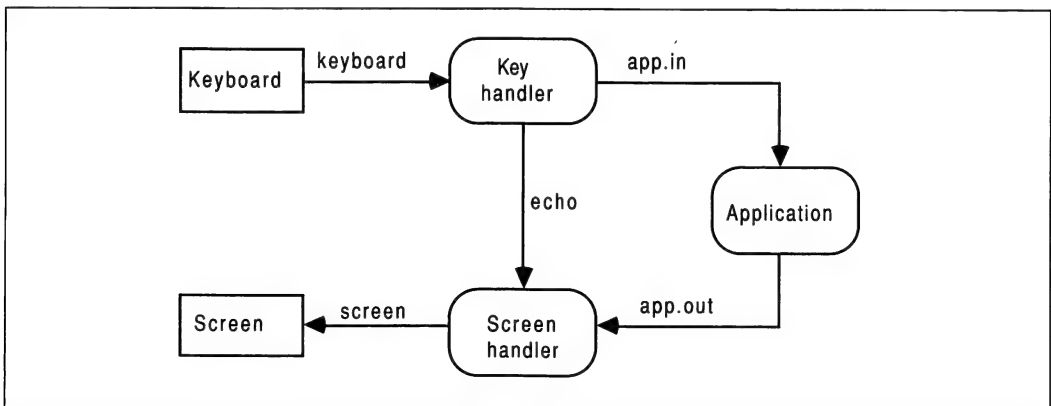 keyboard
Keyboard
Key
handler
app.in
echo
Application
screen
Screen
Screen
handler
app.out